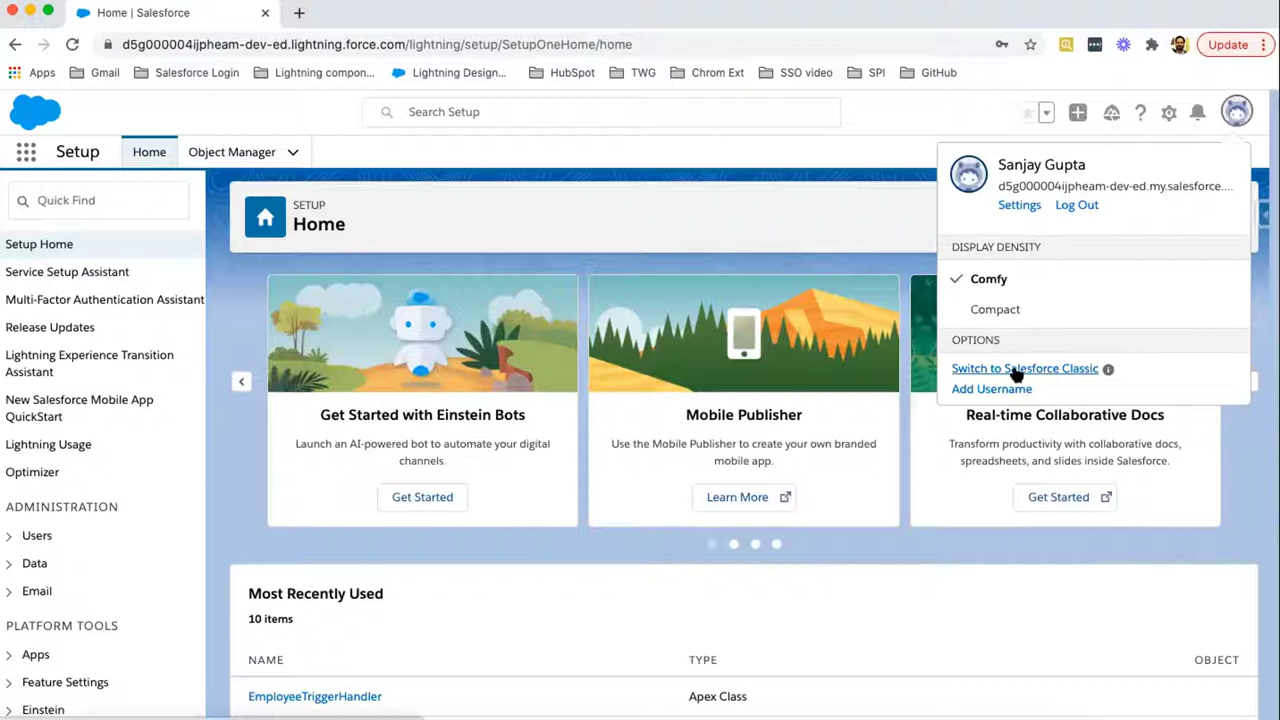 Home | Salesforce
d5g000004ijpheam-dev-ed.lightning.force.com/lightning/setup/SetupOneHome/home
Update
Apps
Gmail
Salesforce Login
Lightning compon...
Lightning Design...
HubSpot
TWG
Chrom Ext
SSO video
SPI
GitHub
Search Setup
Setup
Home
Object Manager
Sanjay Gupta
d5g000004ijpheam-dev-ed.my.salesforce....
Settings
Log Out
DISPLAY DENSITY
Comfy
Compact
OPTIONS
Switch to Salesforce Classic
Add Username
Quick Find
Setup Home
Service Setup Assistant
Multi-Factor Authentication Assistant
Release Updates
Lightning Experience Transition
Assistant
New Salesforce Mobile App
QuickStart
Lightning Usage
Optimizer
ADMINISTRATION
Users
Data
Email
PLATFORM TOOLS
Apps
Feature Settings
Einstein
SETUP
Home
Get Started with Einstein Bots
Launch an AI-powered bot to automate your digital
channels.
Get Started
Mobile Publisher
Use the Mobile Publisher to create your own branded
mobile app.
Learn More
Real-time Collaborative Docs
Transform productivity with collaborative docs,
spreadsheets, and slides inside Salesforce.
Get Started
Most Recently Used
10 items
NAME
TYPE
OBJECT
EmployeeTriggerHandler
Apex Class